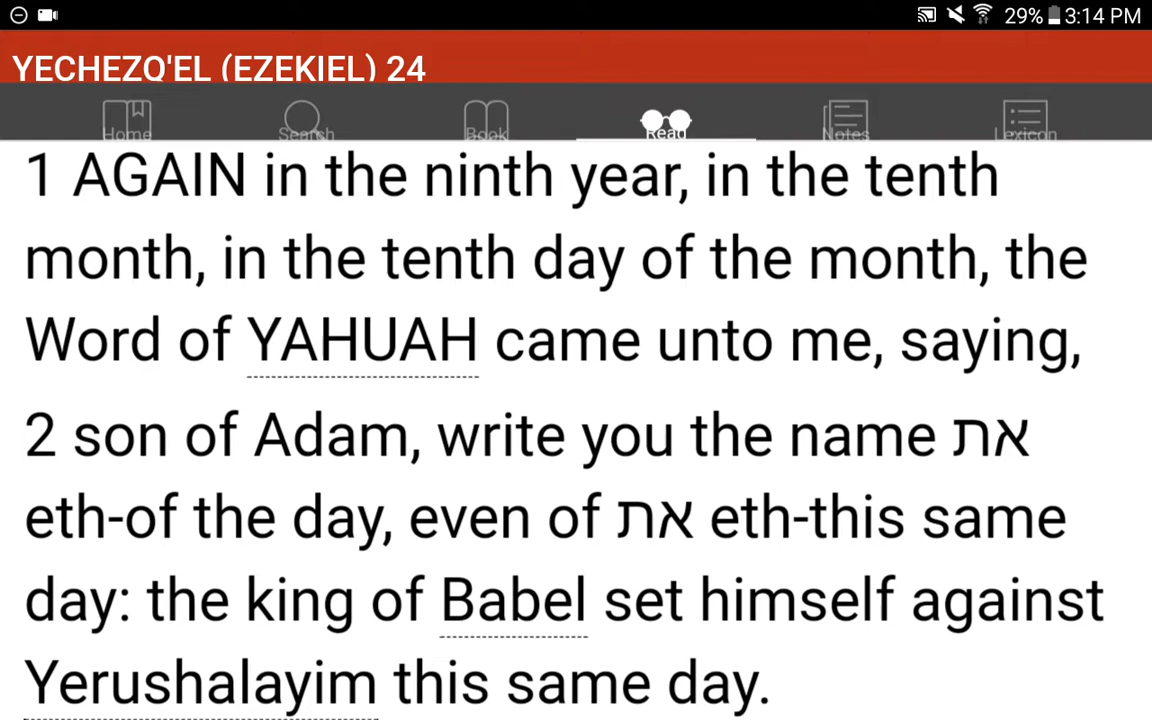 29% 3:14 PM
YECHEZQ'EL (EZEKIEL) 24
Home Search Book Read Notes Lexicon
1 AGAIN in the ninth year, in the tenth
month, in the tenth day of the month, the
Word of YAHUAH came unto me, saying,
2 son of Adam, write you the name את
eth-of the day, even of את eth-this same
day: the king of Babel set himself against
Yerushalayim this same day.